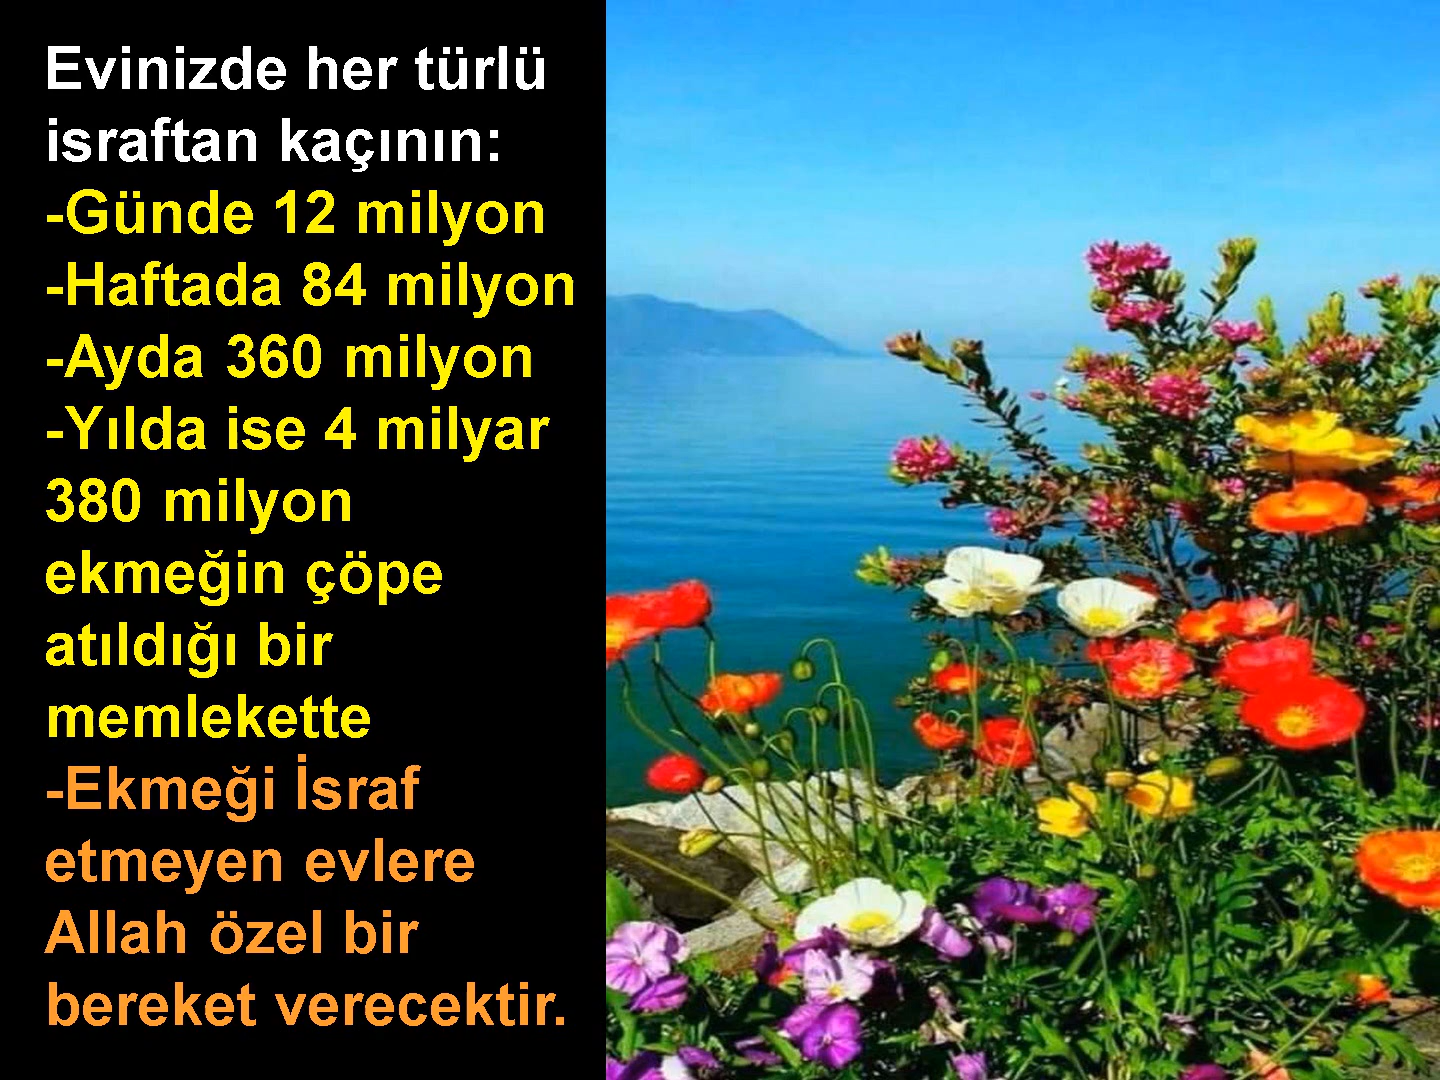 Evinizde her türlü
israftan kaçının:
-Günde 12 milyon
-Haftada 84 milyon
-Ayda 360 milyon
-Yılda ise 4 milyar
380 milyon
ekmeğin çöpe
atıldığı bir
memlekette
-Ekmeği İsraf
etmeyen evlere
Allah özel bir
bereket verecektir.